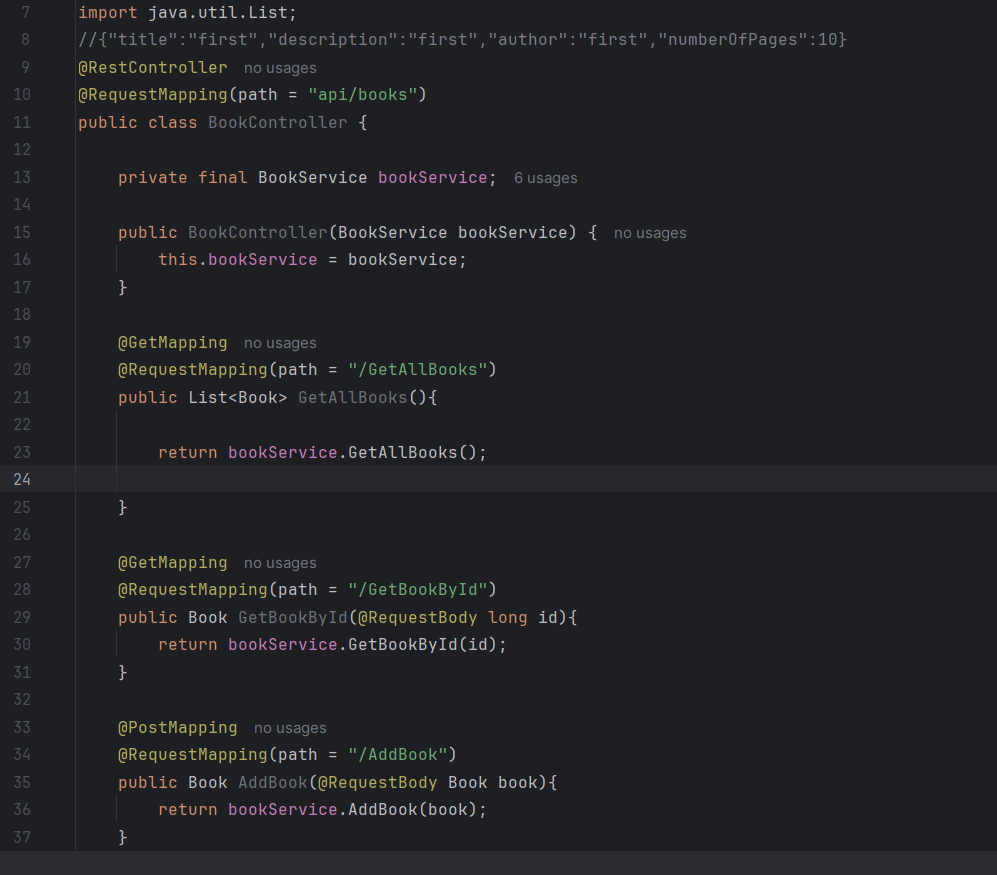 7 import java.util.List;
8 //{"title":"first","description":"first","author":"first","numberOfPages":10}
9 @RestController no usages
10 @RequestMapping(path = "api/books")
11 public class BookController {
12
13 private final BookService bookService; 6 usages
14
15 public BookController(BookService bookService) { no usages
16 this.bookService = bookService;
17 }
18
19 @GetMapping no usages
20 @RequestMapping(path = "/GetAllBooks")
21 public List<Book> GetAllBooks(){
22
23 return bookService.GetAllBooks();
24
25 }
26
27 @GetMapping no usages
28 @RequestMapping(path = "/GetBookById")
29 public Book GetBookById(@RequestBody long id){
30 return bookService.GetBookById(id);
31 }
32
33 @PostMapping no usages
34 @RequestMapping(path = "/AddBook")
35 public Book AddBook(@RequestBody Book book){
36 return bookService.AddBook(book);
37 }